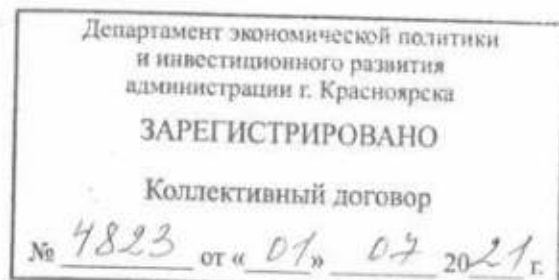 Департамент экономической политики
и инвестиционного развития
администрации г. Красноярска
ЗАРЕГИСТРИРОВАНО
Коллективный договор
№ 4823 от « 01 » 07 2021 г.